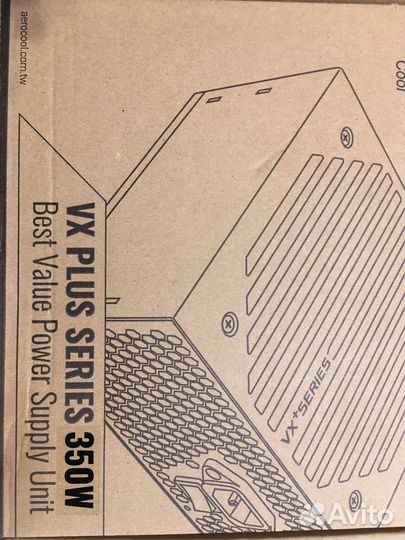 aerocool.com.tw
Cool
VX PLUS SERIES 350W
Best Value Power Supply Unit
VX+SERIES
Avito